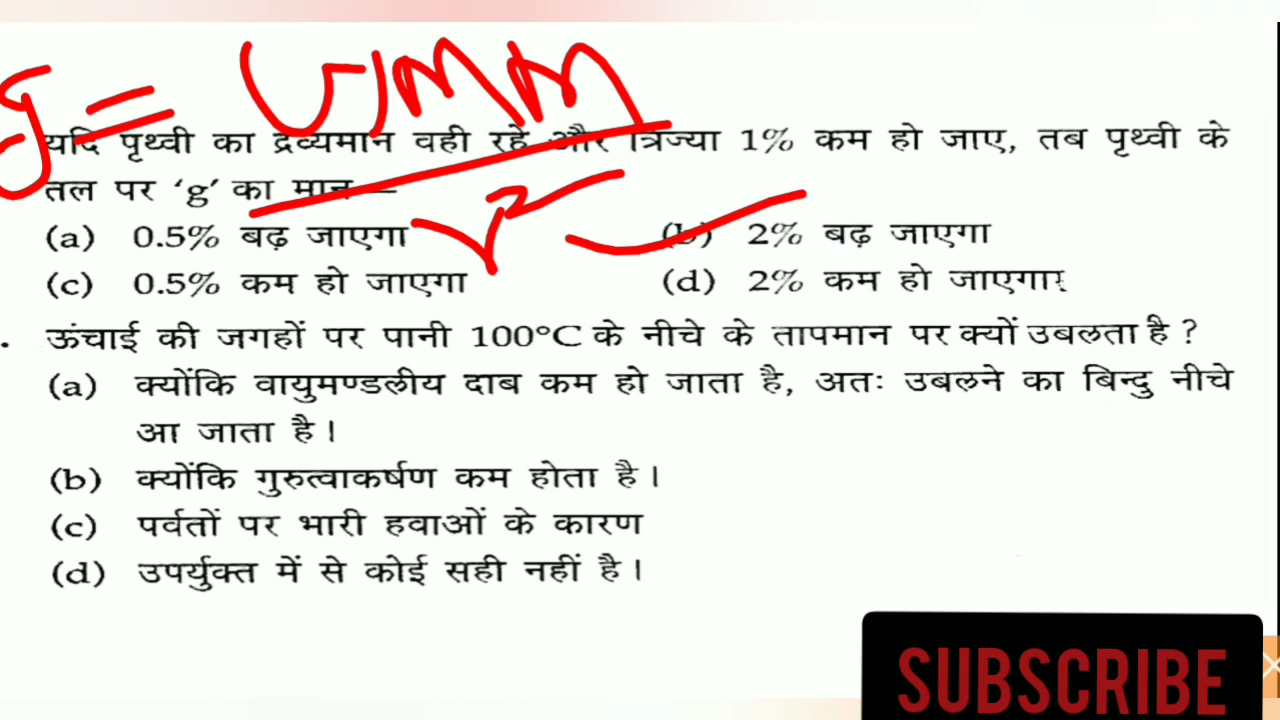 g = GMm
यदि पृथ्वी का द्रव्यमान वही रहे और त्रिज्या 1% कम हो जाए, तब पृथ्वी के
तल पर ‘g’ का मान —
r²
(a) 0.5% बढ़ जाएगा (b) 2% बढ़ जाएगा
(c) 0.5% कम हो जाएगा (d) 2% कम हो जाएगा
. ऊंचाई की जगहों पर पानी 100°C के नीचे के तापमान पर क्यों उबलता है ?
(a) क्योंकि वायुमण्डलीय दाब कम हो जाता है, अतः उबलने का बिन्दु नीचे
आ जाता है।
(b) क्योंकि गुरुत्वाकर्षण कम होता है।
(c) पर्वतों पर भारी हवाओं के कारण
(d) उपर्युक्त में से कोई सही नहीं है।
SUBSCRIBE